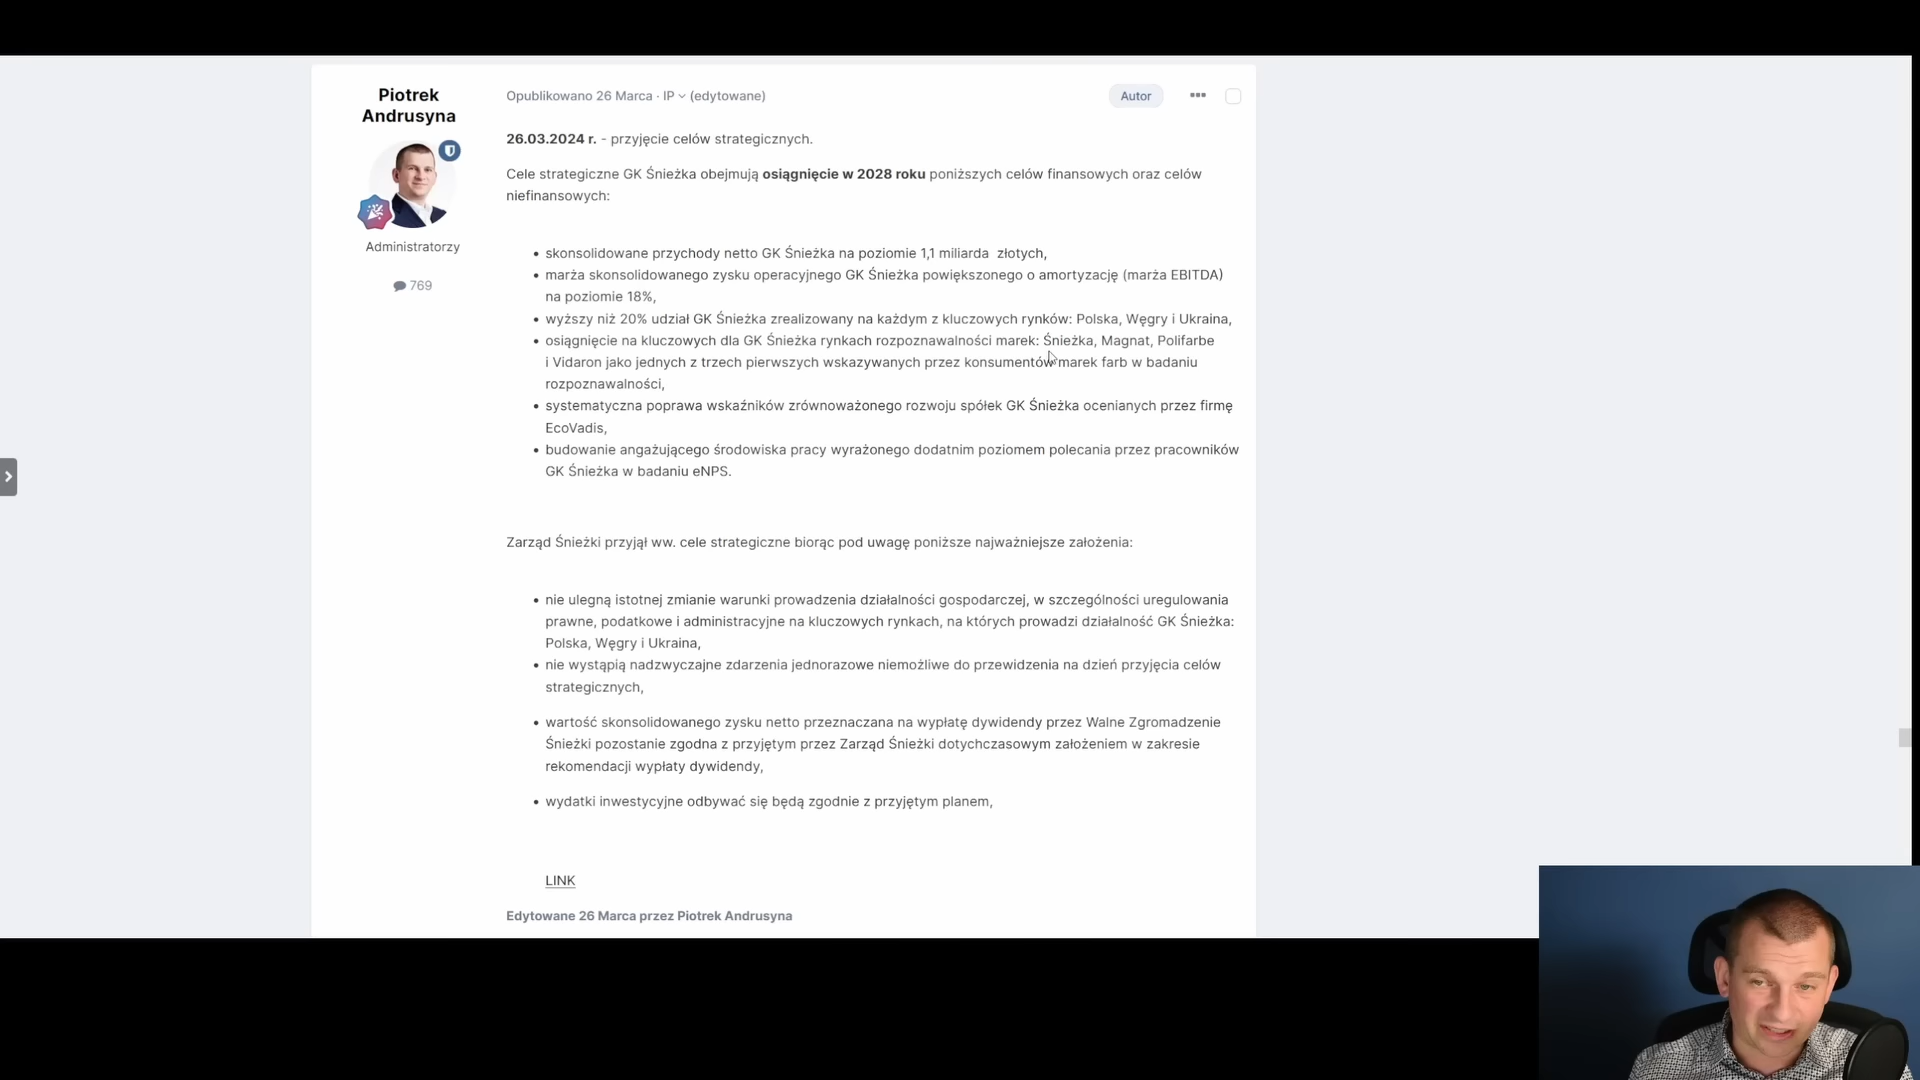 Piotrek
Andrusyna
Administratorzy
769
Opublikowano 26 Marca · IP (edytowane)
Autor
26.03.2024 r. - przyjęcie celów strategicznych.
Cele strategiczne GK Śnieżka obejmują osiągnięcie w 2028 roku poniższych celów finansowych oraz celów
niefinansowych:
• skonsolidowane przychody netto GK Śnieżka na poziomie 1,1 miliarda złotych,
• marża skonsolidowanego zysku operacyjnego GK Śnieżka powiększonego o amortyzację (marża EBITDA)
na poziomie 18%,
• wyższy niż 20% udział GK Śnieżka zrealizowany na każdym z kluczowych rynków: Polska, Węgry i Ukraina,
• osiągnięcie na kluczowych dla GK Śnieżka rynkach rozpoznawalności marek: Śnieżka, Magnat, Polifarbe
i Vidaron jako jednych z trzech pierwszych wskazywanych przez konsumentów marek farb w badaniu
rozpoznawalności,
• systematyczna poprawa wskaźników zrównoważonego rozwoju spółek GK Śnieżka ocenianych przez firmę
EcoVadis,
• budowanie angażującego środowiska pracy wyrażonego dodatnim poziomem polecania przez pracowników
GK Śnieżka w badaniu eNPS.
Zarząd Śnieżki przyjął ww. cele strategiczne biorąc pod uwagę poniższe najważniejsze założenia:
• nie ulegną istotnej zmianie warunki prowadzenia działalności gospodarczej, w szczególności uregulowania
prawne, podatkowe i administracyjne na kluczowych rynkach, na których prowadzi działalność GK Śnieżka:
Polska, Węgry i Ukraina,
• nie wystąpią nadzwyczajne zdarzenia jednorazowe niemożliwe do przewidzenia na dzień przyjęcia celów
strategicznych,
• wartość skonsolidowanego zysku netto przeznaczana na wypłatę dywidendy przez Walne Zgromadzenie
Śnieżki pozostanie zgodna z przyjętym przez Zarząd Śnieżki dotychczasowym założeniem w zakresie
rekomendacji wypłaty dywidendy,
• wydatki inwestycyjne odbywać się będą zgodnie z przyjętym planem,
LINK
Edytowane 26 Marca przez Piotrek Andrusyna